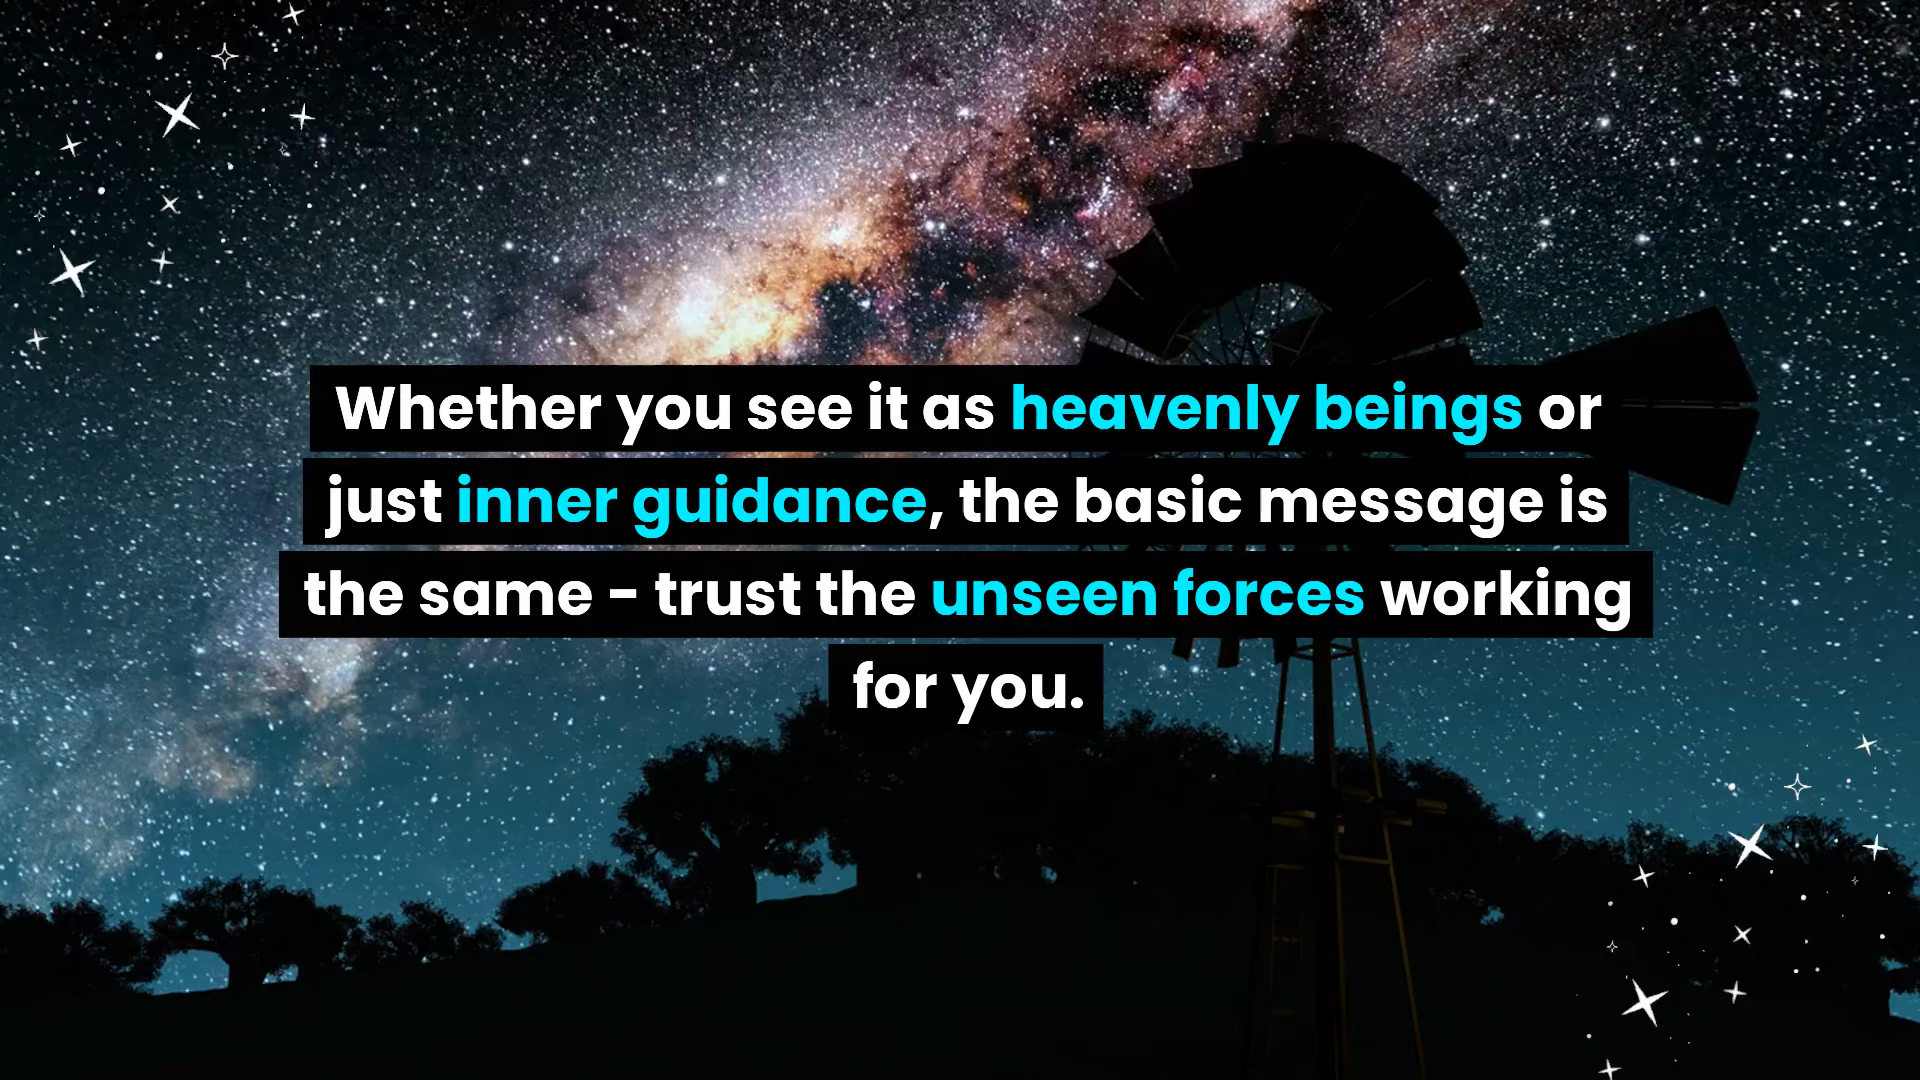 Whether you see it as heavenly beings or
just inner guidance, the basic message is
the same - trust the unseen forces working
for you.